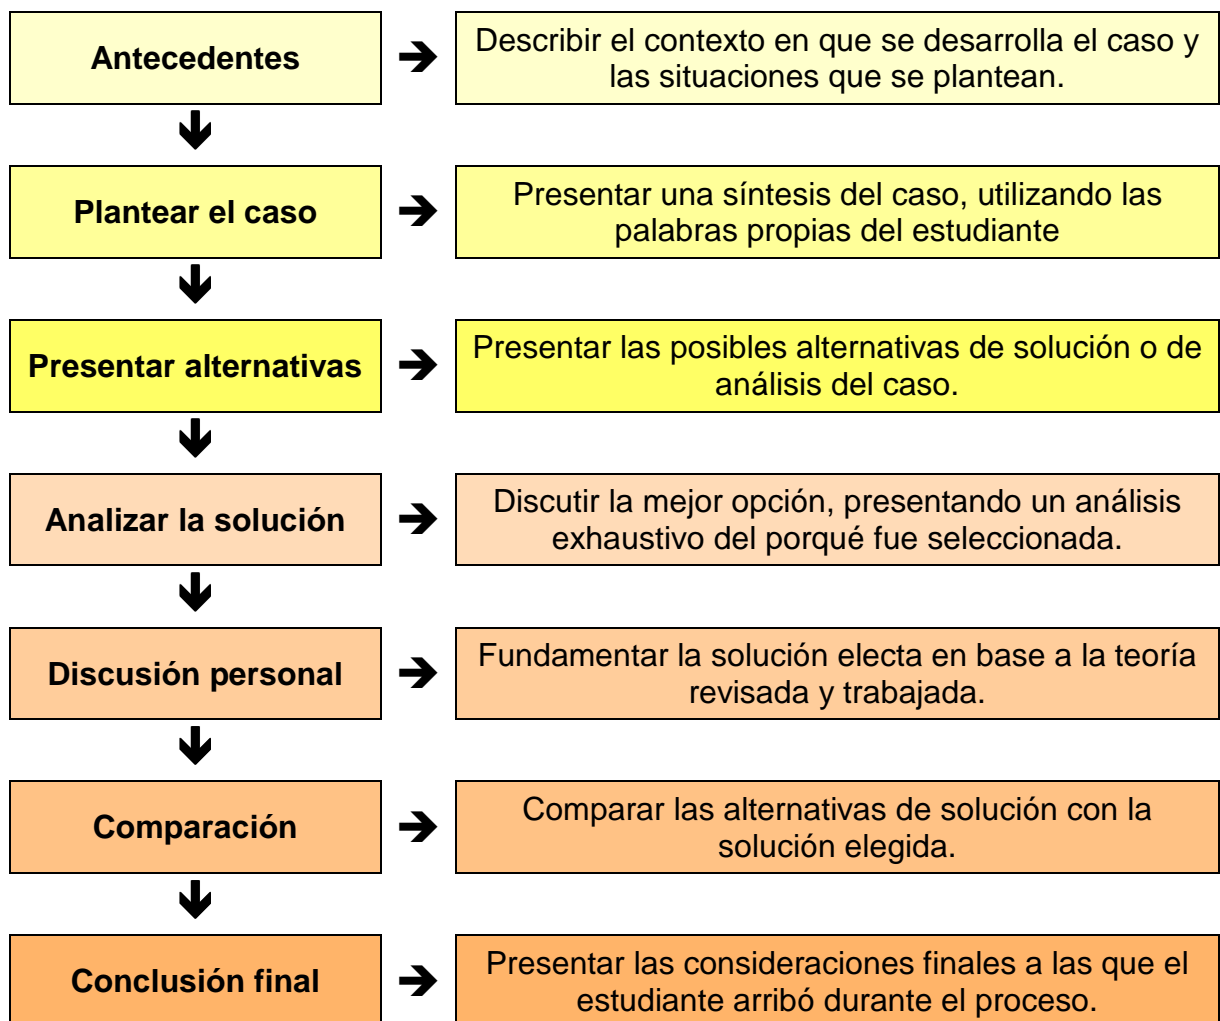 Antecedentes
Describir el contexto en que se desarrolla el caso y
las situaciones que se plantean.
Plantear el caso
Presentar una síntesis del caso, utilizando las
palabras propias del estudiante
Presentar alternativas
Presentar las posibles alternativas de solución o de
análisis del caso.
Analizar la solución
Discutir la mejor opción, presentando un análisis
exhaustivo del porqué fue seleccionada.
Discusión personal
Fundamentar la solución electa en base a la teoría
revisada y trabajada.
Comparación
Comparar las alternativas de solución con la
solución elegida.
Conclusión final
Presentar las consideraciones finales a las que el
estudiante arribó durante el proceso.